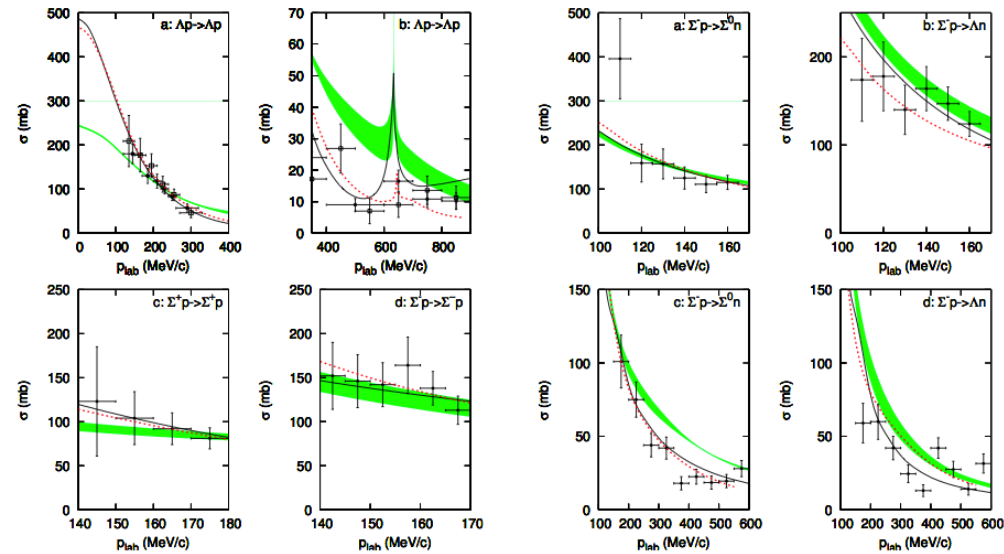 a: Λp->Λp
500
400
300
200
100
0
σ (mb)
0 100 200 300 400
p_lab (MeV/c)
b: Λp->Λp
70
60
50
40
30
20
10
0
σ (mb)
400 600 800
p_lab (MeV/c)
a: Σ⁻p->Σ⁰n
500
400
300
200
100
0
σ (mb)
100 120 140 160
p_lab (MeV/c)
b: Σ⁻p->Λn
200
100
0
σ (mb)
100 120 140 160
p_lab (MeV/c)
c: Σ⁺p->Σ⁺p
250
200
150
100
50
0
σ (mb)
140 150 160 170 180
p_lab (MeV/c)
d: Σ⁻p->Σ⁻p
250
200
150
100
50
0
σ (mb)
140 150 160 170
p_lab (MeV/c)
c: Σ⁻p->Σ⁰n
150
100
50
0
σ (mb)
100 200 300 400 500 600
p_lab (MeV/c)
d: Σ⁻p->Λn
150
100
50
0
σ (mb)
100 200 300 400 500 600
p_lab (MeV/c)